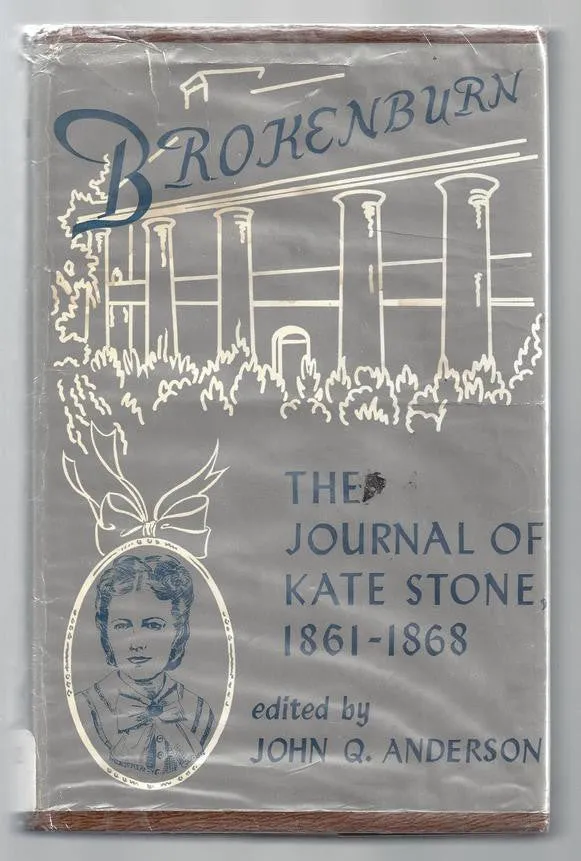 BROKENBURN
THE
JOURNAL OF
KATE STONE,
1861-1868
edited by
JOHN Q. ANDERSON